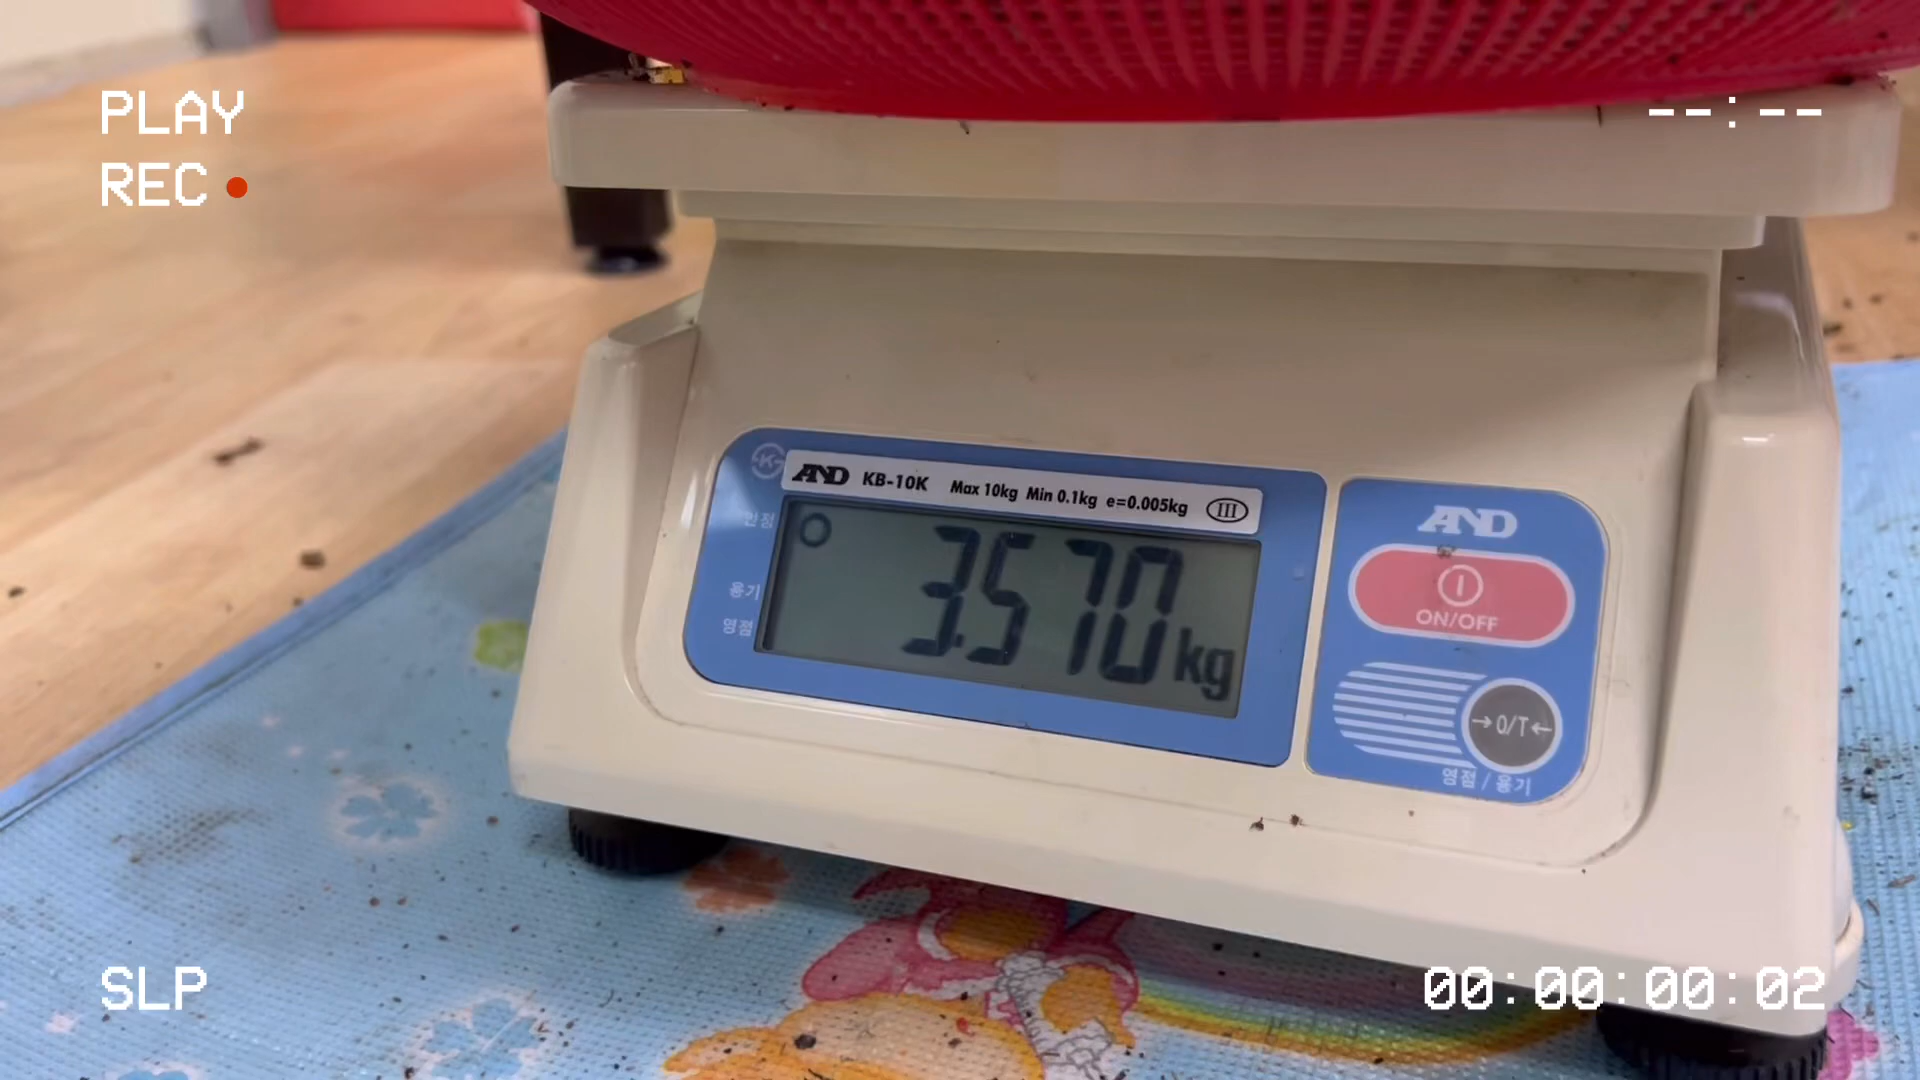 PLAY
--:--
REC
AND KB-10K Max 10kg Min 0.1kg e=0.005kg III
안정
AND
3.570 kg
용기
영점
ON/OFF
→0/T←
영점 / 용기
SLP
00:00:00:02